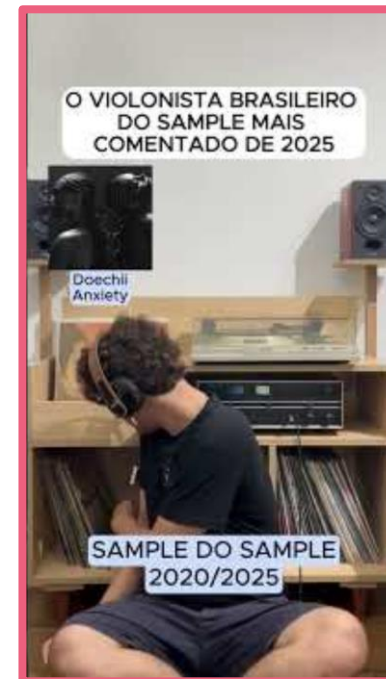 O VIOLONISTA BRASILEIRO
DO SAMPLE MAIS
COMENTADO DE 2025
Doechii
Anxiety
SAMPLE DO SAMPLE
2020/2025